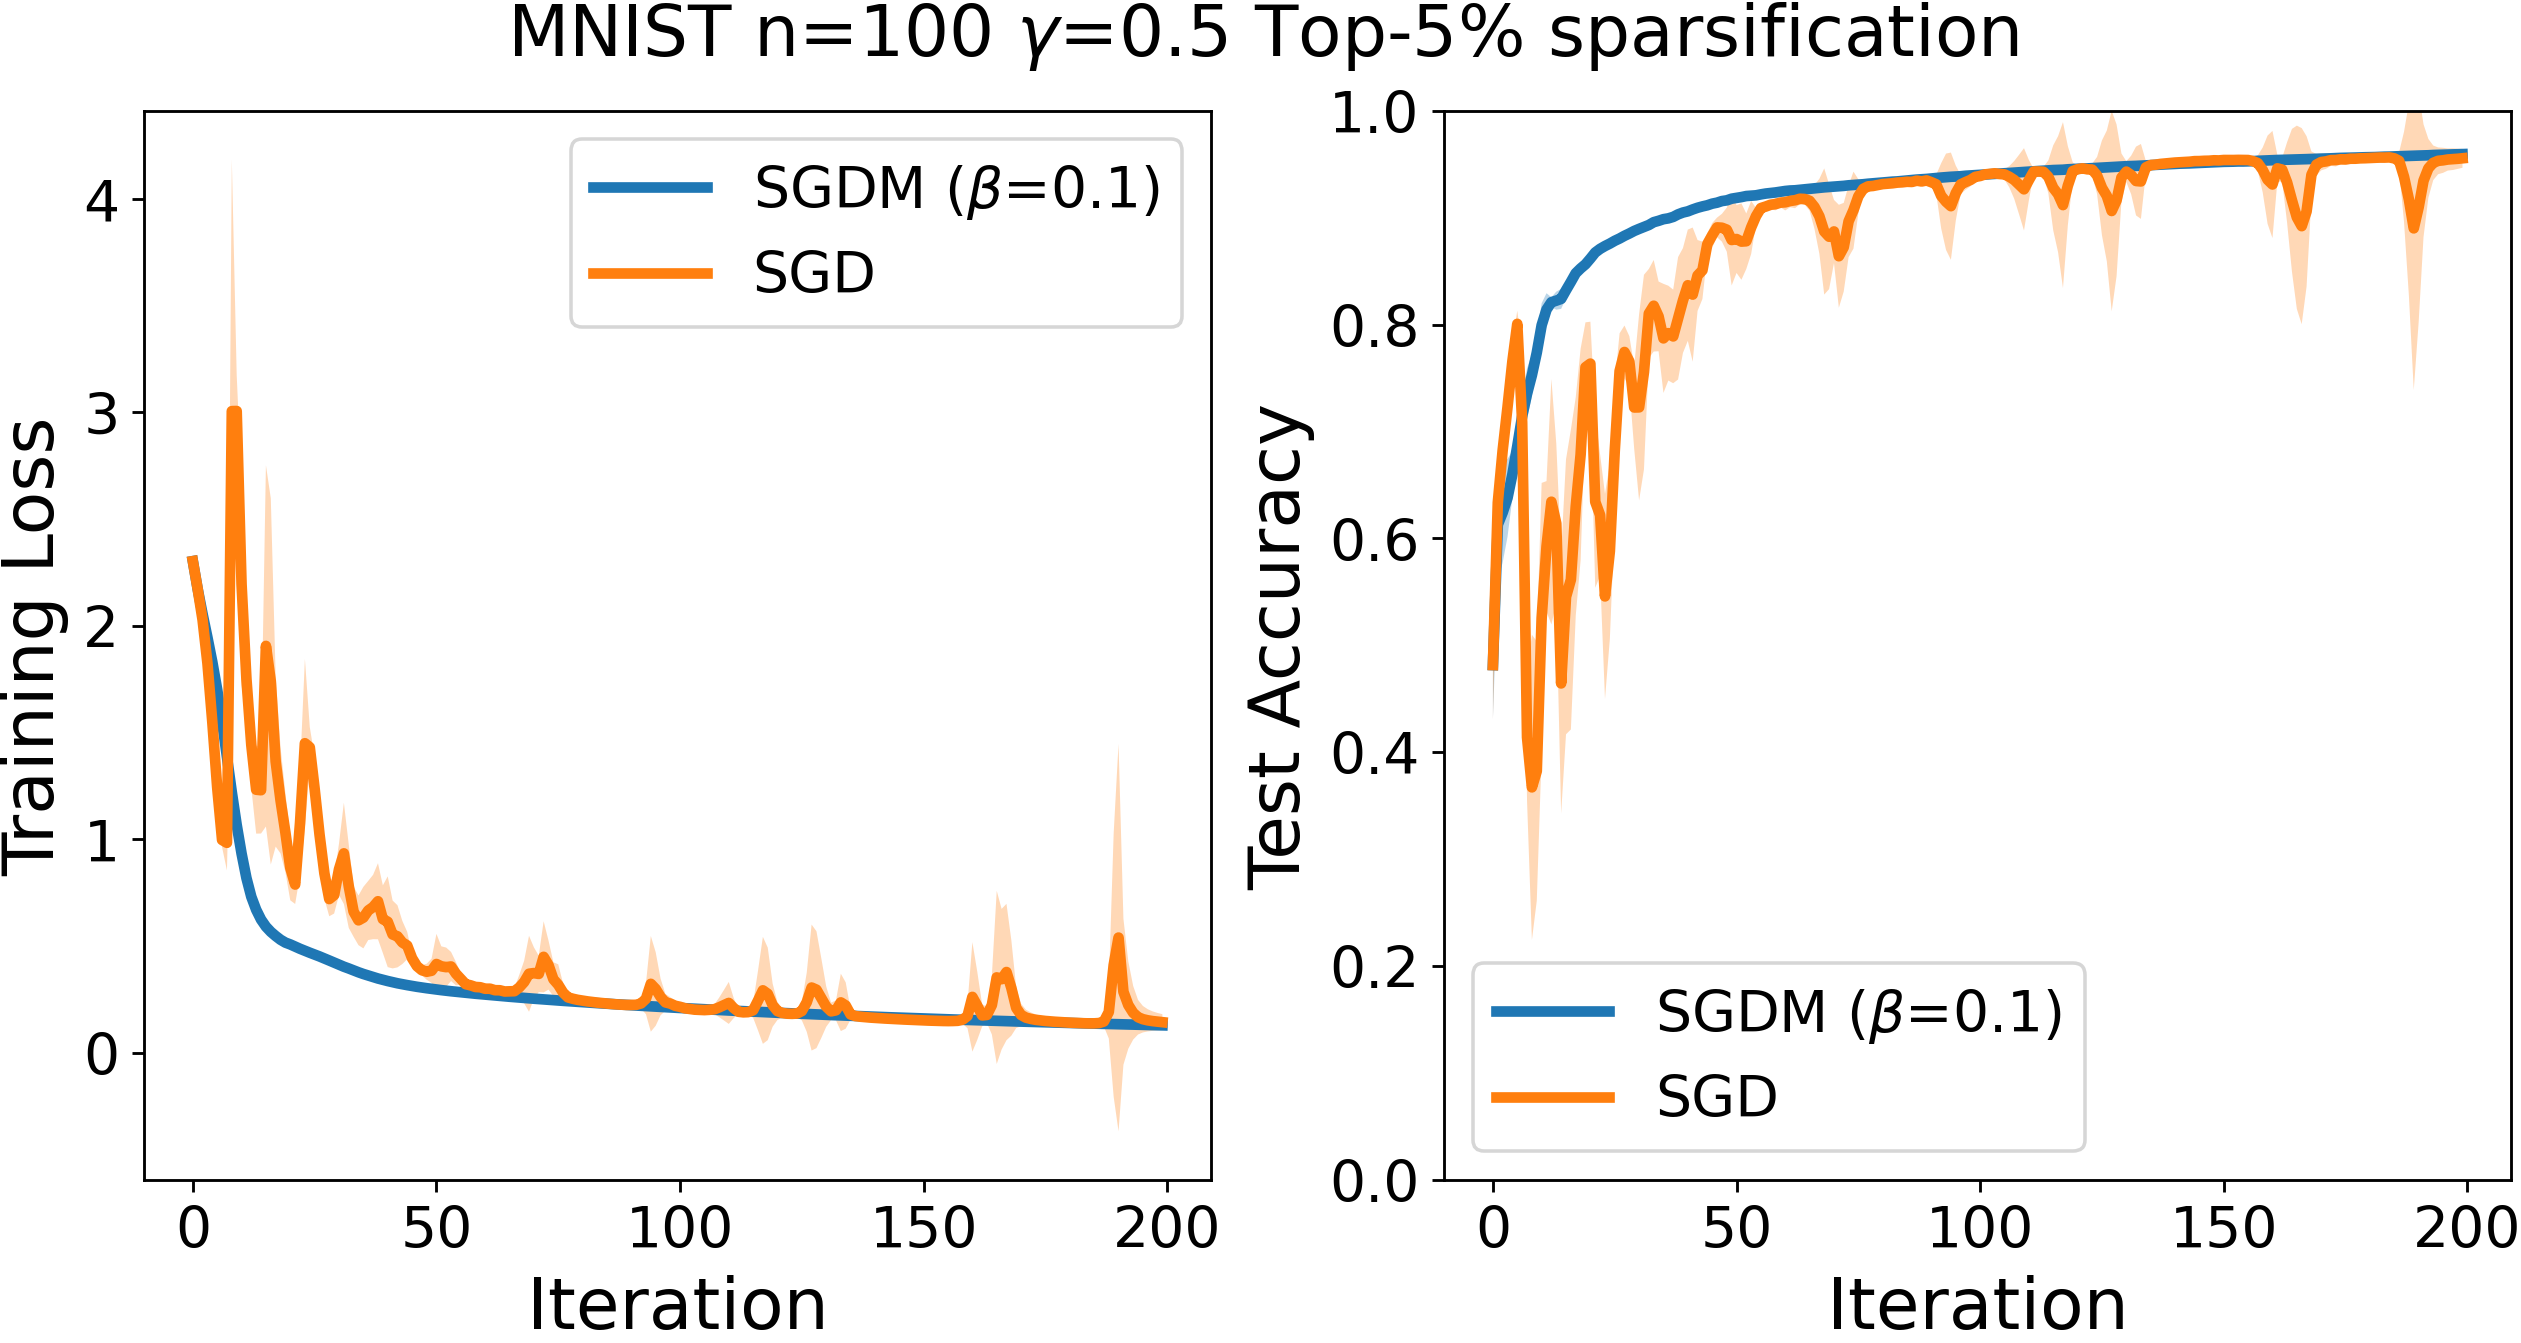 MNIST n=100 γ=0.5 Top-5% sparsification
Training Loss
4
3
2
1
0
SGDM (β=0.1)
SGD
0 50 100 150 200
Iteration
Test Accuracy
1.0
0.8
0.6
0.4
0.2
0.0
SGDM (β=0.1)
SGD
0 50 100 150 200
Iteration